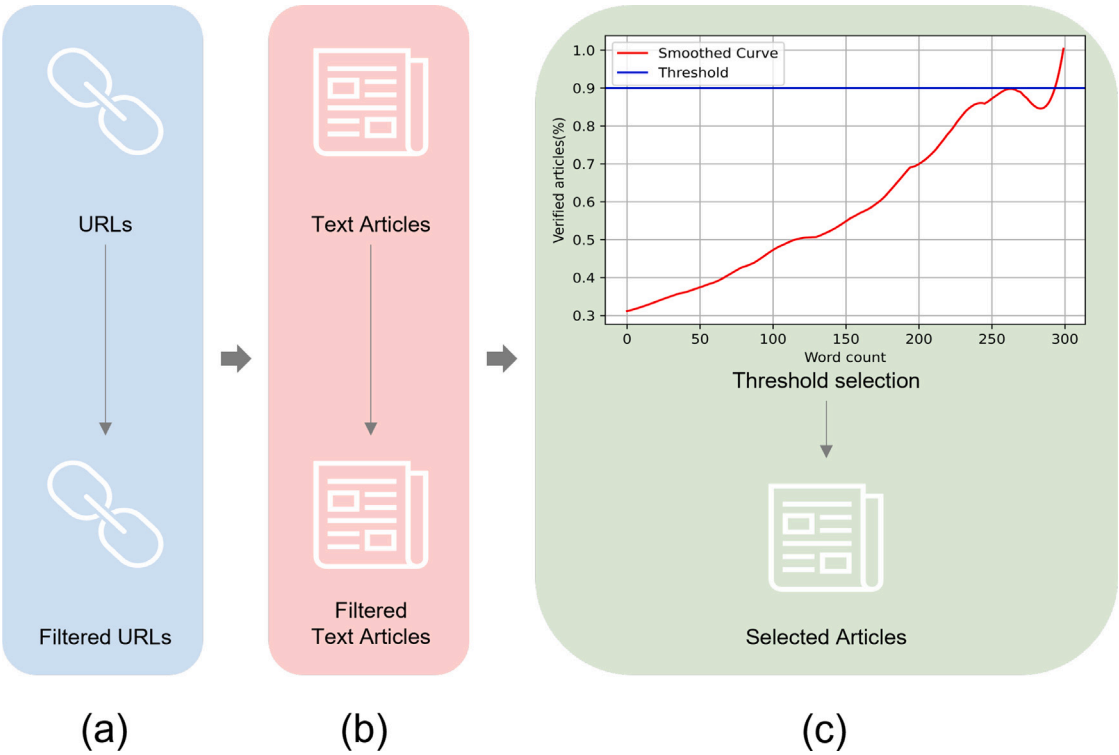 URLs
Filtered URLs
(a)
Text Articles
Filtered
Text Articles
(b)
Smoothed Curve
Threshold
Verified articles(%)
1.0
0.9
0.8
0.7
0.6
0.5
0.4
0.3
0 50 100 150 200 250 300
Word count
Threshold selection
Selected Articles
(c)